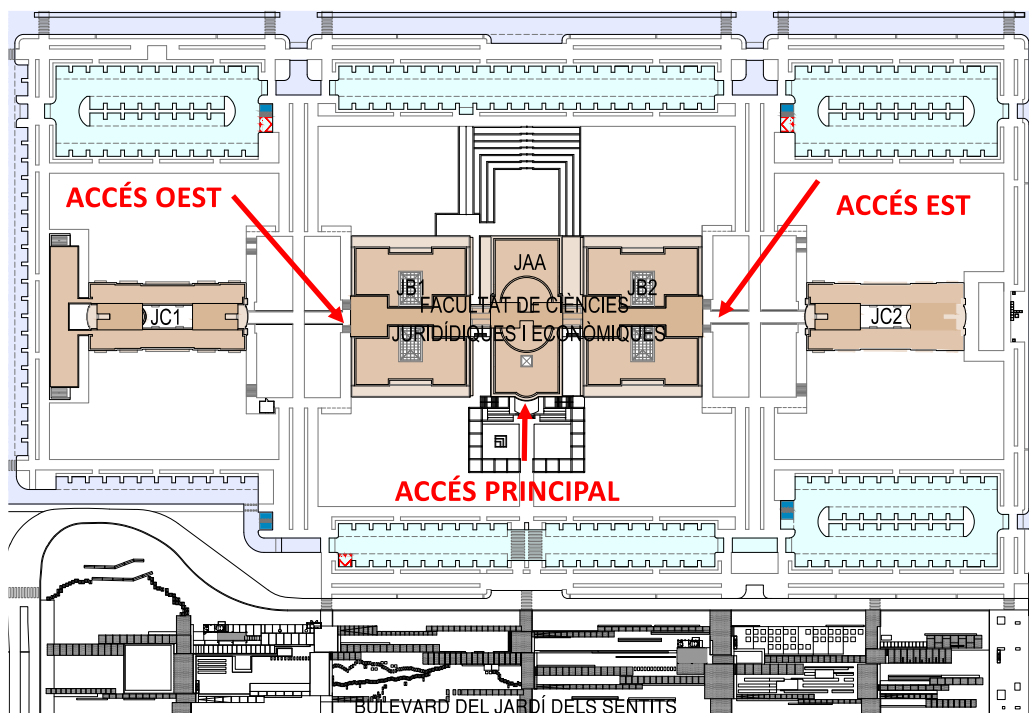 ACCÉS OEST
ACCÉS EST
JAA
JB1
JB2
FACULTAT DE CIÈNCIES
JURIDÍDIQUES I ECONÒMIQUES
JC1
JC2
ACCÉS PRINCIPAL
BULEVARD DEL JARDÍ DELS SENTITS